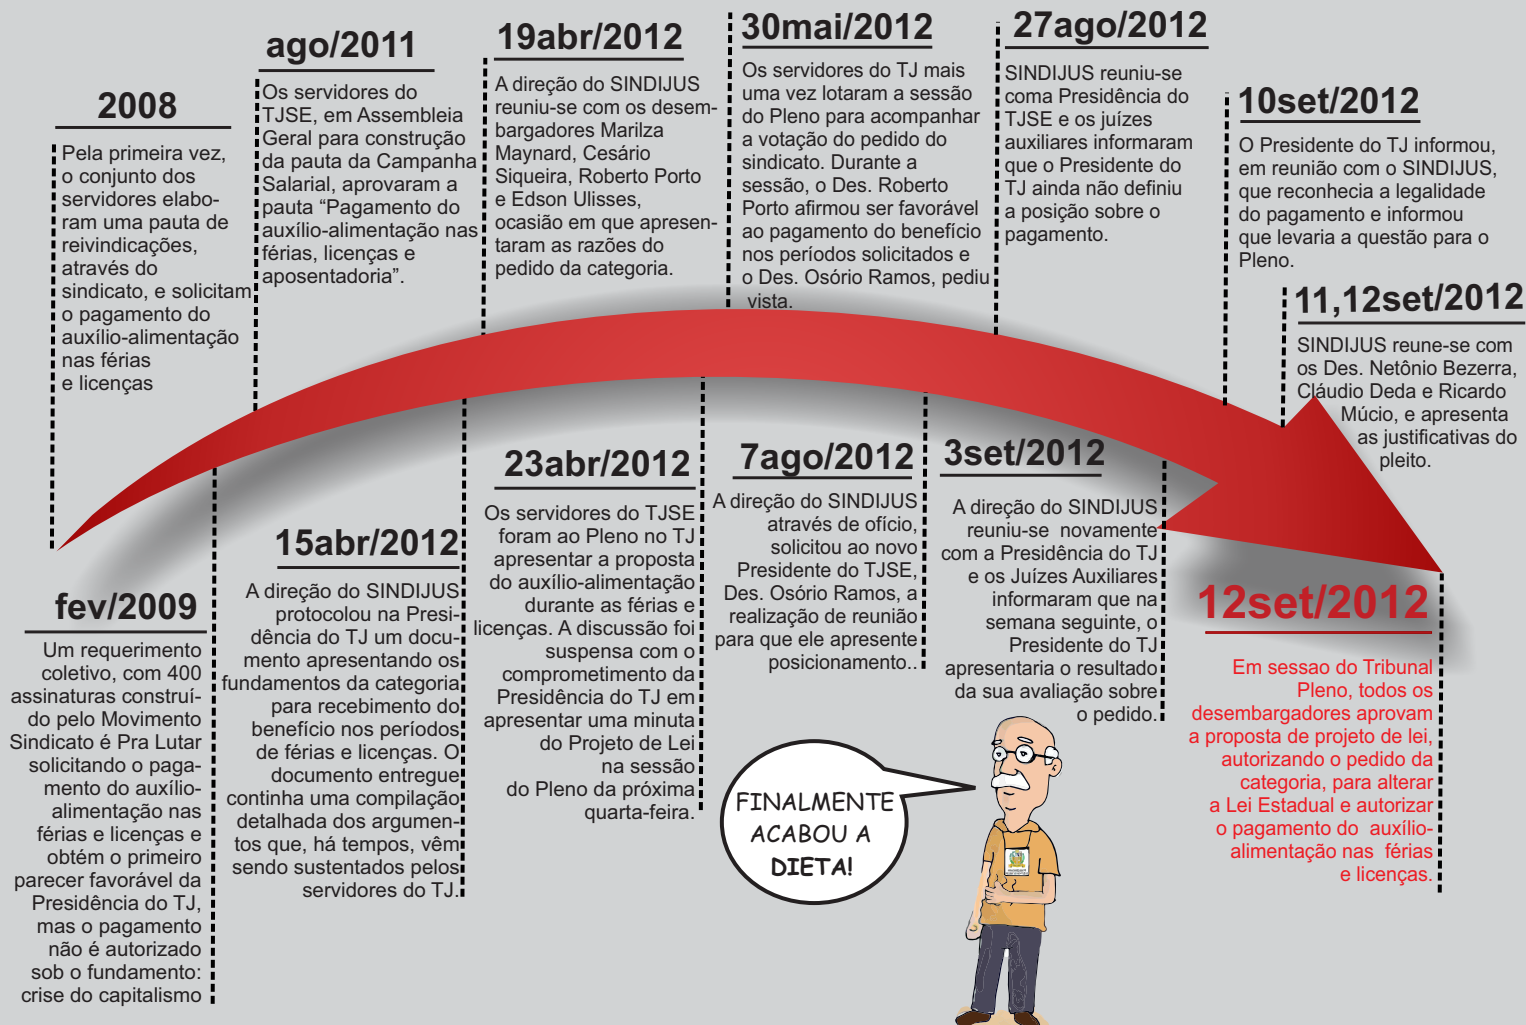 2008
Pela primeira vez,
o conjunto dos
servidores elabo-
ram uma pauta de
reivindicações,
através do
sindicato, e solicitam
o pagamento do
auxílio-alimentação
nas férias
e licenças
fev/2009
Um requerimento
coletivo, com 400
assinaturas construí-
do pelo Movimento
Sindicato é Pra Lutar
solicitando o paga-
mento do auxílio-
alimentação nas
férias e licenças e
obtém o primeiro
parecer favorável da
Presidência do TJ,
mas o pagamento
não é autorizado
sob o fundamento:
crise do capitalismo
ago/2011
Os servidores do
TJSE, em Assembleia
Geral para construção
da pauta da Campanha
Salarial, aprovaram a
pauta “Pagamento do
auxílio-alimentação nas
férias, licenças e
aposentadoria”.
15abr/2012
A direção do SINDIJUS
protocolou na Presi-
dência do TJ um docu-
mento apresentando os
fundamentos da categoria
para recebimento do
benefício nos períodos
de férias e licenças. O
documento entregue
continha uma compilação
detalhada dos argumen-
tos que, há tempos, vêm
sendo sustentados pelos
servidores do TJ.
19abr/2012
A direção do SINDIJUS
reuniu-se com os desem-
bargadores Marilza
Maynard, Cesário
Siqueira, Roberto Porto
e Edson Ulisses,
ocasião em que apresen-
taram as razões do
pedido da categoria.
23abr/2012
Os servidores do TJSE
foram ao Pleno no TJ
apresentar a proposta
do auxílio-alimentação
durante as férias e
licenças. A discussão foi
suspensa com o
comprometimento da
Presidência do TJ em
apresentar uma minuta
do Projeto de Lei
na sessão
do Pleno da próxima
quarta-feira.
30mai/2012
Os servidores do TJ mais
uma vez lotaram a sessão
do Pleno para acompanhar
a votação do pedido do
sindicato. Durante a
sessão, o Des. Roberto
Porto afirmou ser favorável
ao pagamento do benefício
nos períodos solicitados e
o Des. Osório Ramos, pediu
vista.
7ago/2012
A direção do SINDIJUS
através de ofício,
solicitou ao novo
Presidente do TJSE,
Des. Osório Ramos, a
realização de reunião
para que ele apresente
posicionamento..
27ago/2012
SINDIJUS reuniu-se
coma Presidência do
TJSE e os juízes
auxiliares informaram
que o Presidente do
TJ ainda não definiu
a posição sobre o
pagamento.
3set/2012
A direção do SINDIJUS
reuniu-se novamente
com a Presidência do TJ
e os Juízes Auxiliares
informaram que na
semana seguinte, o
Presidente do TJ
apresentaria o resultado
da sua avaliação sobre
o pedido.
10set/2012
O Presidente do TJ informou,
em reunião com o SINDIJUS,
que reconhecia a legalidade
do pagamento e informou
que levaria a questão para o
Pleno.
11,12set/2012
SINDIJUS reune-se com
os Des. Netônio Bezerra,
Cláudio Deda e Ricardo
Múcio, e apresenta
as justificativas do
pleito.
12set/2012
Em sessao do Tribunal
Pleno, todos os
desembargadores aprovam
a proposta de projeto de lei,
autorizando o pedido da
categoria, para alterar
a Lei Estadual e autorizar
o pagamento do auxílio-
alimentação nas férias
e licenças.
FINALMENTE
ACABOU A
DIETA!